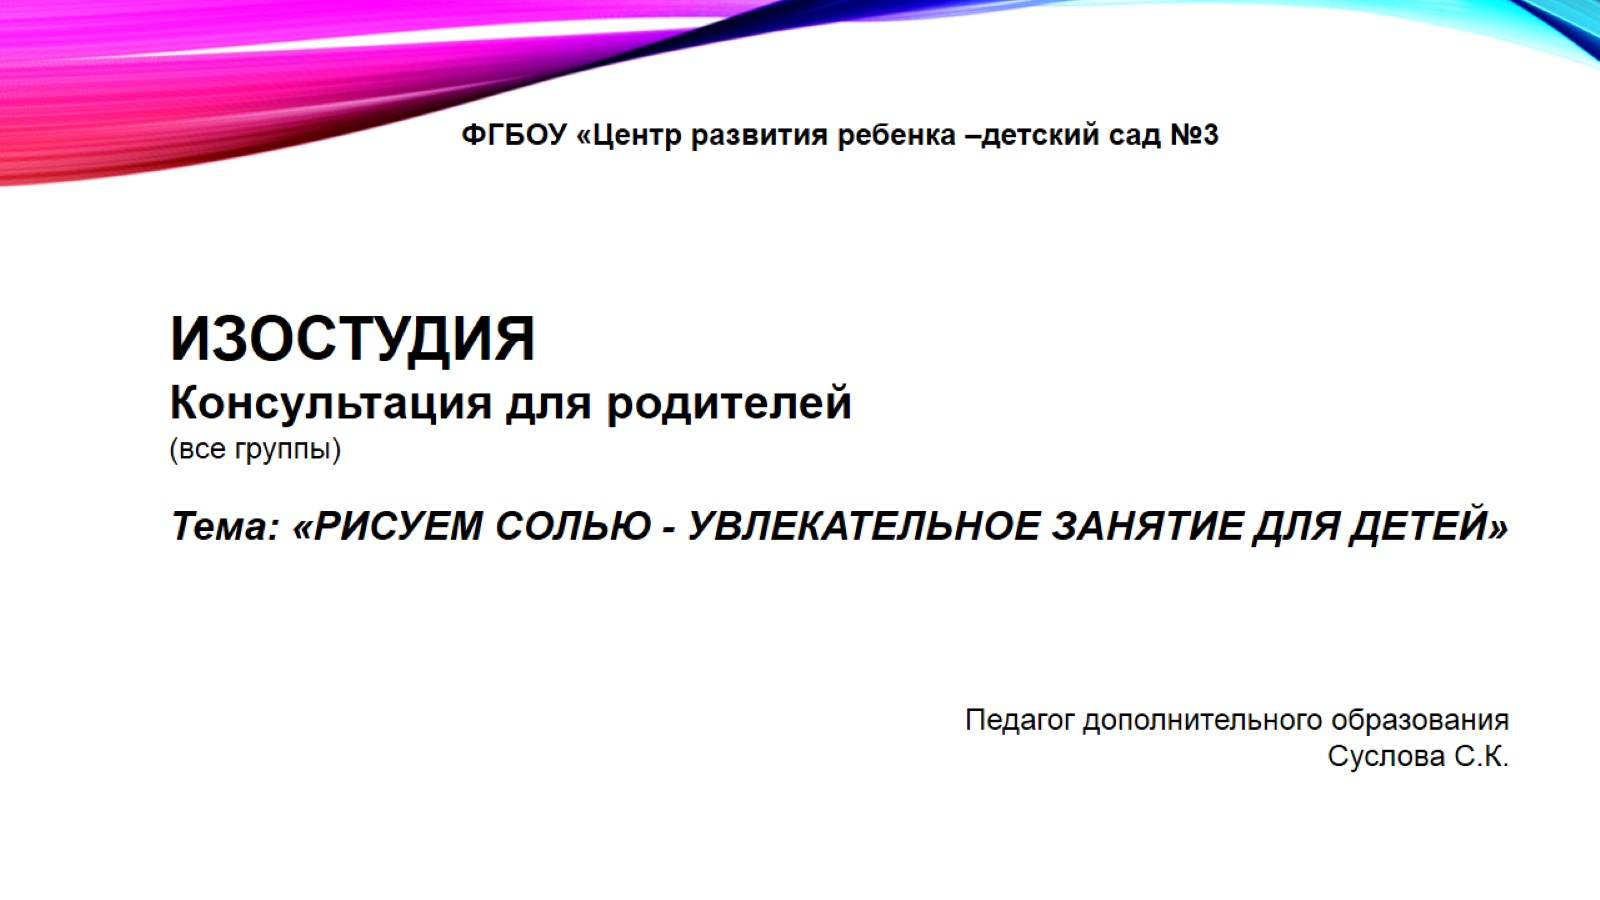 ФГБОУ «Центр развития ребенка –детский сад №3
ИЗОСТУДИЯ
Консультация для родителей
(все группы)
Тема: «РИСУЕМ СОЛЬЮ - УВЛЕКАТЕЛЬНОЕ ЗАНЯТИЕ ДЛЯ ДЕТЕЙ»
Педагог дополнительного образования
Суслова С.К.